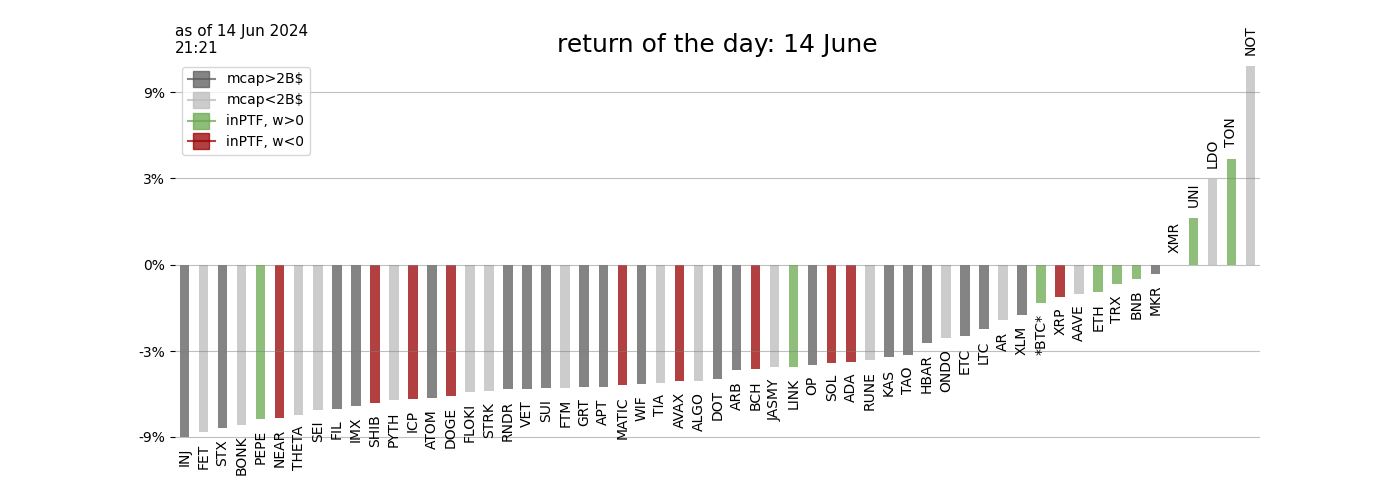 as of 14 Jun 2024
21:21
return of the day: 14 June
mcap>2B$
mcap<2B$
inPTF, w>0
inPTF, w<0
9%
3%
0%
-3%
-9%
INJ
FET
STX
BONK
PEPE
NEAR
THETA
SEI
FIL
IMX
SHIB
PYTH
ICP
ATOM
DOGE
FLOKI
STRK
RNDR
VET
SUI
FTM
GRT
APT
MATIC
WIF
TIA
AVAX
ALGO
DOT
ARB
BCH
JASMY
LINK
OP
SOL
ADA
RUNE
KAS
TAO
HBAR
ONDO
ETC
LTC
AR
XLM
*BTC*
XRP
AAVE
ETH
TRX
BNB
MKR
XMR
UNI
LDO
TON
NOT